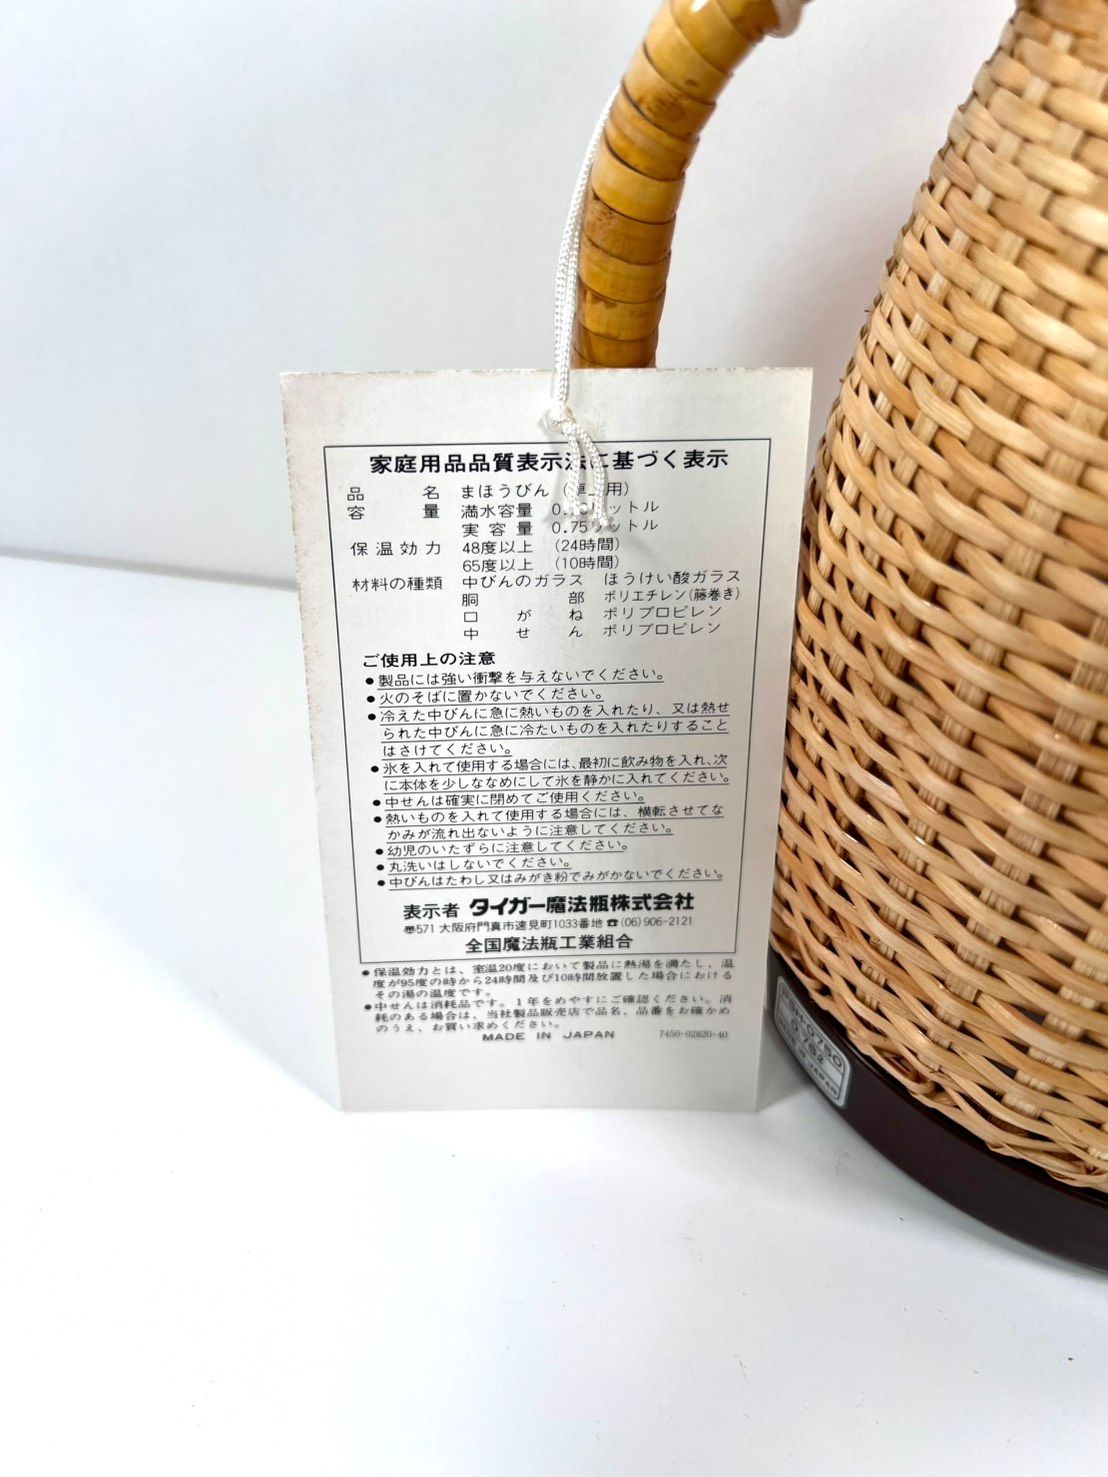 家庭用品品質表示法に基づく表示
品名 まほうびん（卓上用）
容量 満水容量 0. リットル
実容量 0.75リットル
保温効力 48度以上 （24時間）
65度以上 （10時間）
材料の種類 中びんのガラス ほうけい酸ガラス
胴部 ポリエチレン（籐巻き）
口がね ポリプロピレン
中せん ポリプロピレン
ご使用上の注意
●製品には強い衝撃を与えないでください。
●火のそばに置かないでください。
●冷えた中びんに急に熱いものを入れたり、又は熱せ
られた中びんに急に冷たいものを入れたりすること
はさけてください。
●氷を入れて使用する場合には、最初に飲み物を入れ、次
に本体を少しななめにして氷を静かに入れてください。
●中せんは確実に閉めてご使用ください。
●熱いものを入れて使用する場合には、横転させてな
かみが流れ出ないように注意してください。
●幼児のいたずらに注意してください。
●丸洗いはしないでください。
●中びんはたわし又はみがき粉でみがかないでください。
表示者 タイガー魔法瓶株式会社
〠571 大阪府門真市速見町1033番地 ☎(06)906-2121
全国魔法瓶工業組合
●保温効力とは、室温20度において製品に熱湯を満たし、温
度が95度の時から24時間及び10時間放置した場合における
その湯の温度です。
●中せんは消耗品です。1年をめやすにご確認ください。消
耗のある場合は、当社製品販売店で品名、品番をお確かめ
のうえ、お買い求めください。
MADE IN JAPAN 7450-02820-40
0750
0.75ℓ
JAPAN